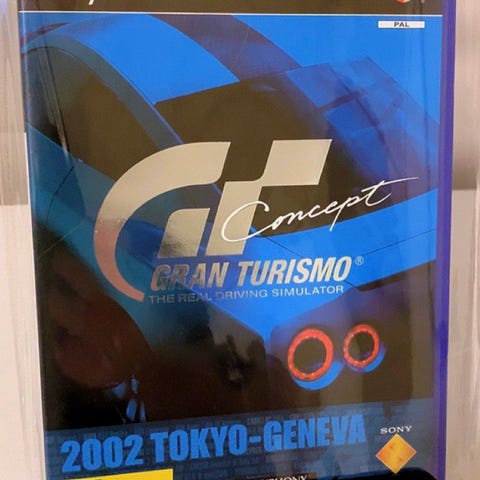 PAL
GT
Concept
GRAN TURISMO®
THE REAL DRIVING SIMULATOR
2002 TOKYO-GENEVA
SONY